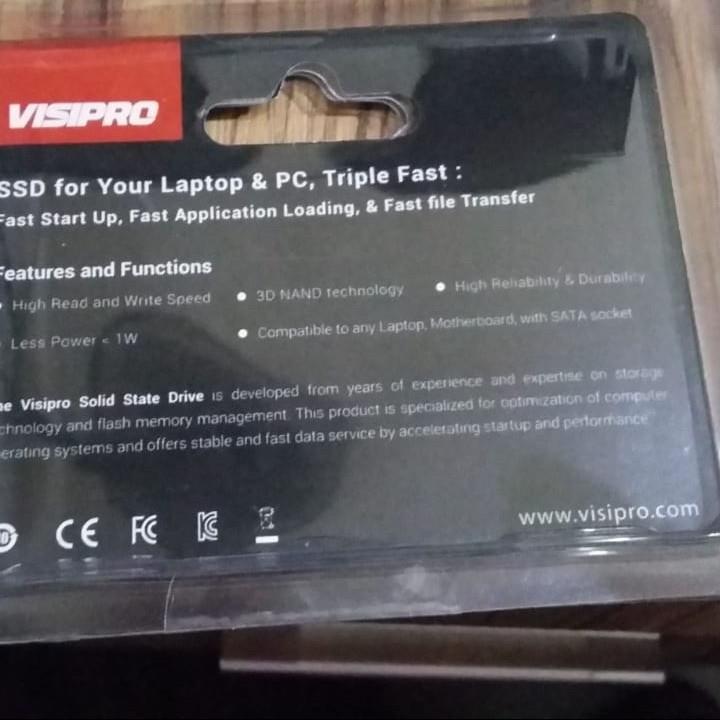 VISIPRO
SSD for Your Laptop & PC, Triple Fast :
Fast Start Up, Fast Application Loading, & Fast file Transfer
Features and Functions
High Read and Write Speed • 3D NAND technology • High Reliability & Durability
Less Power < 1W • Compatible to any Laptop, Motherboard, with SATA socket
Visipro Solid State Drive is developed from years of experience and expertise on storage
and flash memory management. This product is specialized for optimization of computer
systems and offers stable and fast data service by accelerating startup and performance
www.visipro.com
CE FC